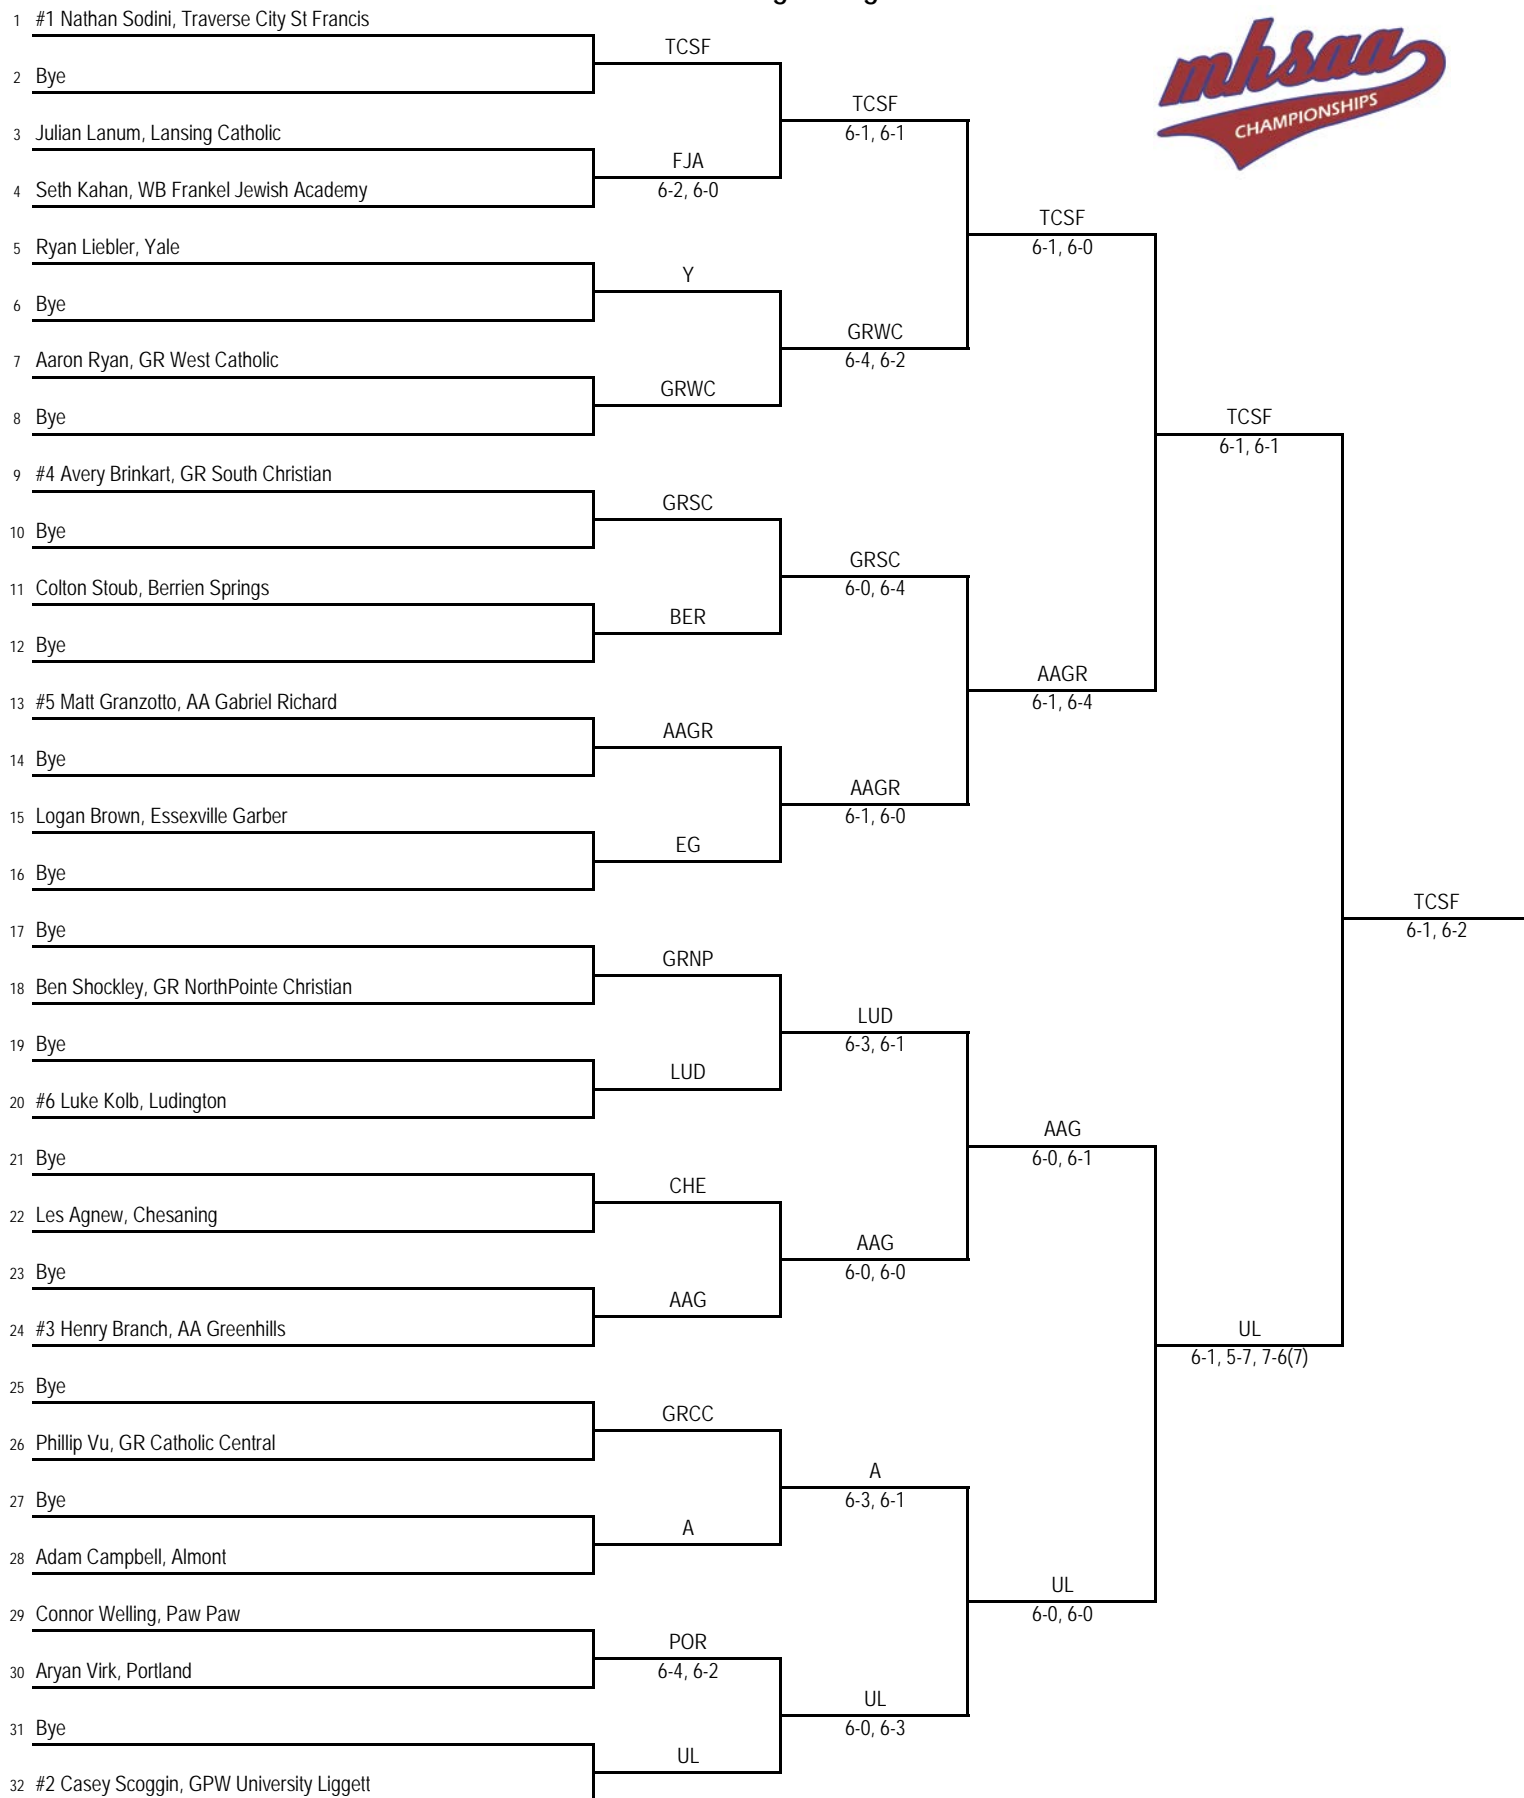 mhsaa
CHAMPIONSHIPS
1 #1 Nathan Sodini, Traverse City St Francis
TCSF
2 Bye
TCSF
6-1, 6-1
3 Julian Lanum, Lansing Catholic
FJA
6-2, 6-0
4 Seth Kahan, WB Frankel Jewish Academy
TCSF
6-1, 6-0
5 Ryan Liebler, Yale
Y
6 Bye
GRWC
6-4, 6-2
7 Aaron Ryan, GR West Catholic
GRWC
8 Bye
TCSF
6-1, 6-1
9 #4 Avery Brinkart, GR South Christian
GRSC
10 Bye
GRSC
6-0, 6-4
11 Colton Stoub, Berrien Springs
BER
12 Bye
AAGR
6-1, 6-4
13 #5 Matt Granzotto, AA Gabriel Richard
AAGR
14 Bye
AAGR
6-1, 6-0
15 Logan Brown, Essexville Garber
EG
16 Bye
TCSF
6-1, 6-2
17 Bye
GRNP
18 Ben Shockley, GR NorthPointe Christian
LUD
6-3, 6-1
19 Bye
LUD
20 #6 Luke Kolb, Ludington
AAG
6-0, 6-1
21 Bye
CHE
22 Les Agnew, Chesaning
AAG
6-0, 6-0
23 Bye
AAG
24 #3 Henry Branch, AA Greenhills
UL
6-1, 5-7, 7-6(7)
25 Bye
GRCC
26 Phillip Vu, GR Catholic Central
A
6-3, 6-1
27 Bye
A
28 Adam Campbell, Almont
UL
6-0, 6-0
29 Connor Welling, Paw Paw
POR
6-4, 6-2
30 Aryan Virk, Portland
UL
6-0, 6-3
31 Bye
UL
32 #2 Casey Scoggin, GPW University Liggett